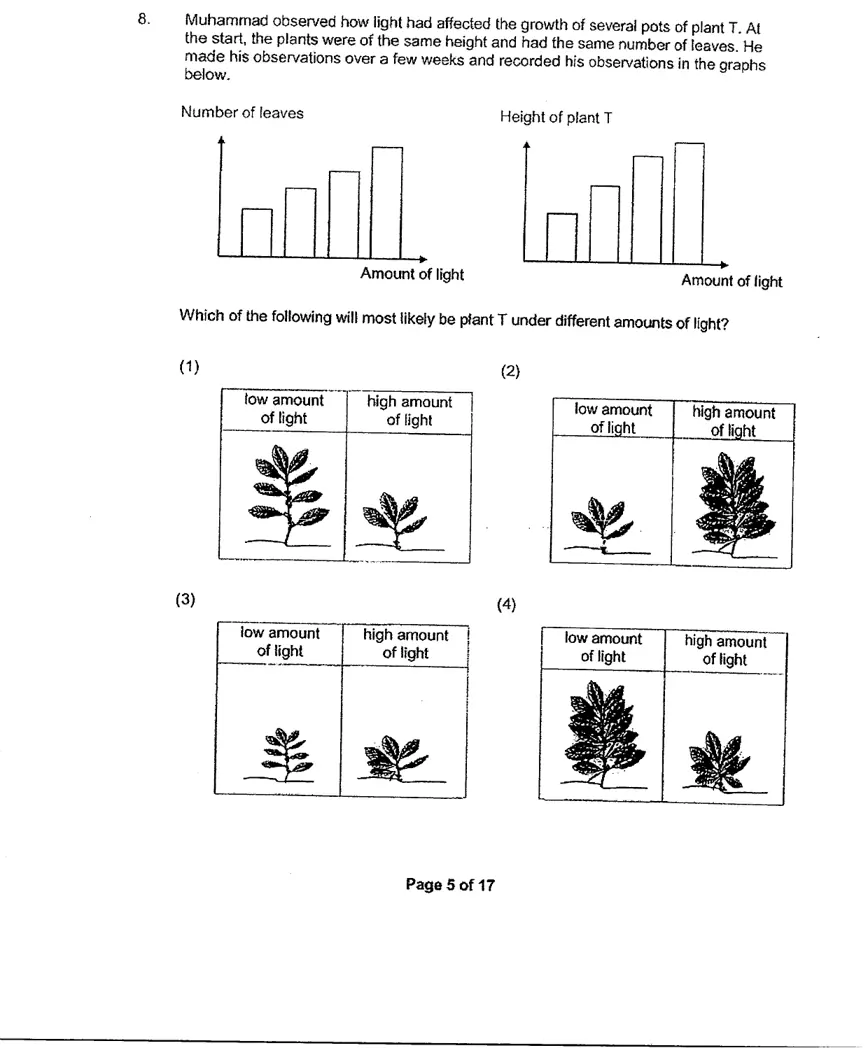 8. Muhammad observed how light had affected the growth of several pots of plant T. At
the start, the plants were of the same height and had the same number of leaves. He
made his observations over a few weeks and recorded his observations in the graphs
below.
Number of leaves
Height of plant T
Amount of light
Amount of light
Which of the following will most likely be plant T under different amounts of light?
(1)
(2)
low amount
of light
high amount
of light
low amount
of light
high amount
of light
(3)
(4)
low amount
of light
high amount
of light
low amount
of light
high amount
of light
Page 5 of 17